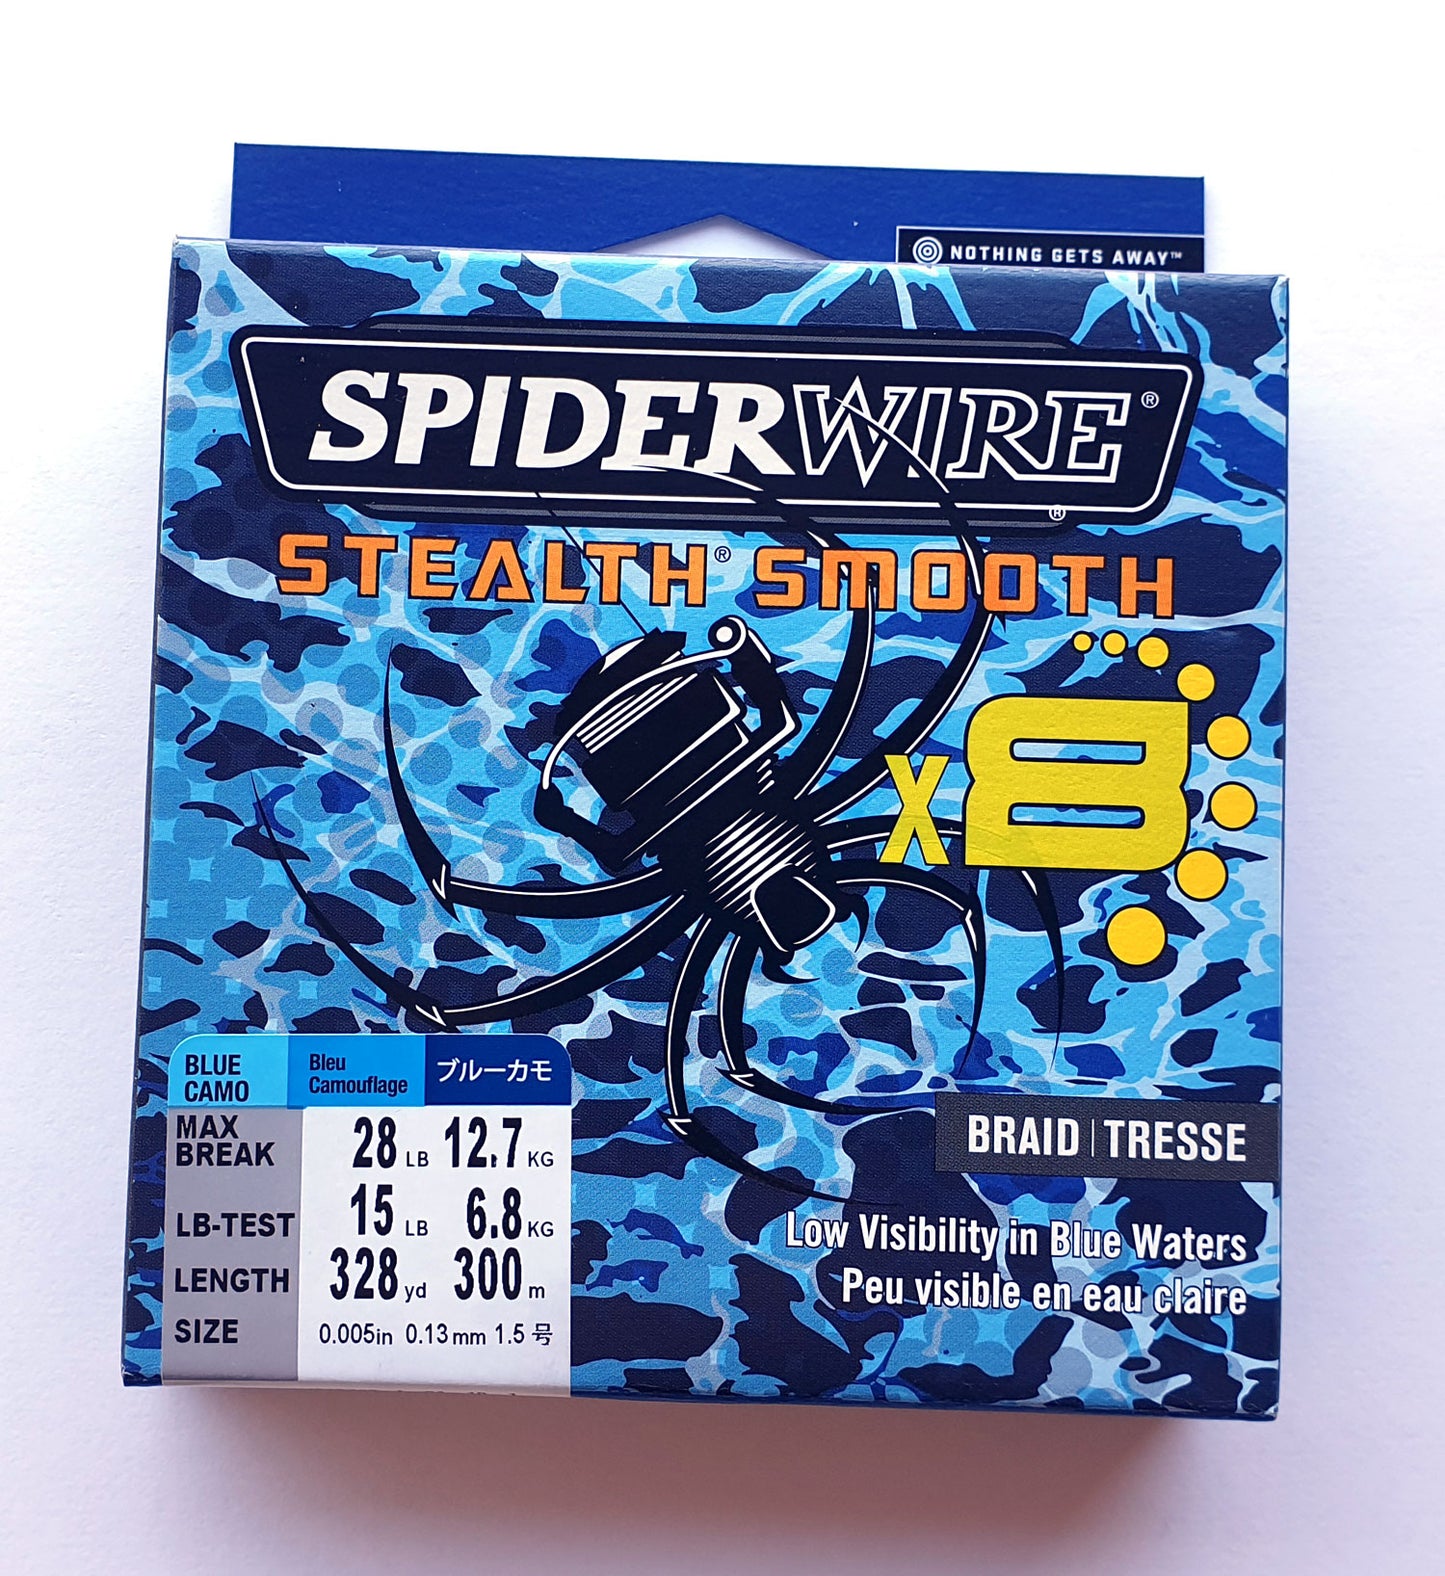 NOTHING GETS AWAY™
SPIDERWIRE®
®
STEALTH® SMOOTH
x8
BLUE CAMO
Bleu Camouflage
ブルーカモ
MAX BREAK 28 LB 12.7 KG
LB-TEST 15 LB 6.8 KG
LENGTH 328 yd 300 m
SIZE 0.005in 0.13mm 1.5号
BRAID | TRESSE
Low Visibility in Blue Waters
Peu visible en eau claire